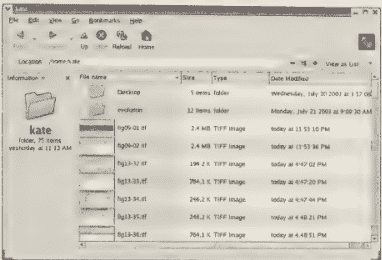 kate
File Edit View Go Bookmarks Help
Up Reload Home
Location: /home/kate View as List
Information File name Size Type Date Modified
Desktop 5 items folder Wednesday, July 30 2003 at 1:37:
evolution 12 items folder Monday, July 21 2003 at 9:00:30 AM
kate
folder, 75 items
yesterday at 11:12 AM
fig09-01.tif 2.4 MB TIFF image today at 11:53:10 PM
fig09-02.tif 2.4 MB TIFF image today at 11:53:36 PM
fig13-32.tif 194.2 K TIFF image today at 4:47:03 PM
fig13-33.tif 764.1 K TIFF image today at 4:47:20 PM
fig13-34.tif 246.2 K TIFF image today at 4:47:44 PM
fig13-35.tif 246.2 K TIFF image today at 4:48:21 PM
fig13-36.tif 764.1 K TIFF image today at 4:48:51 PM